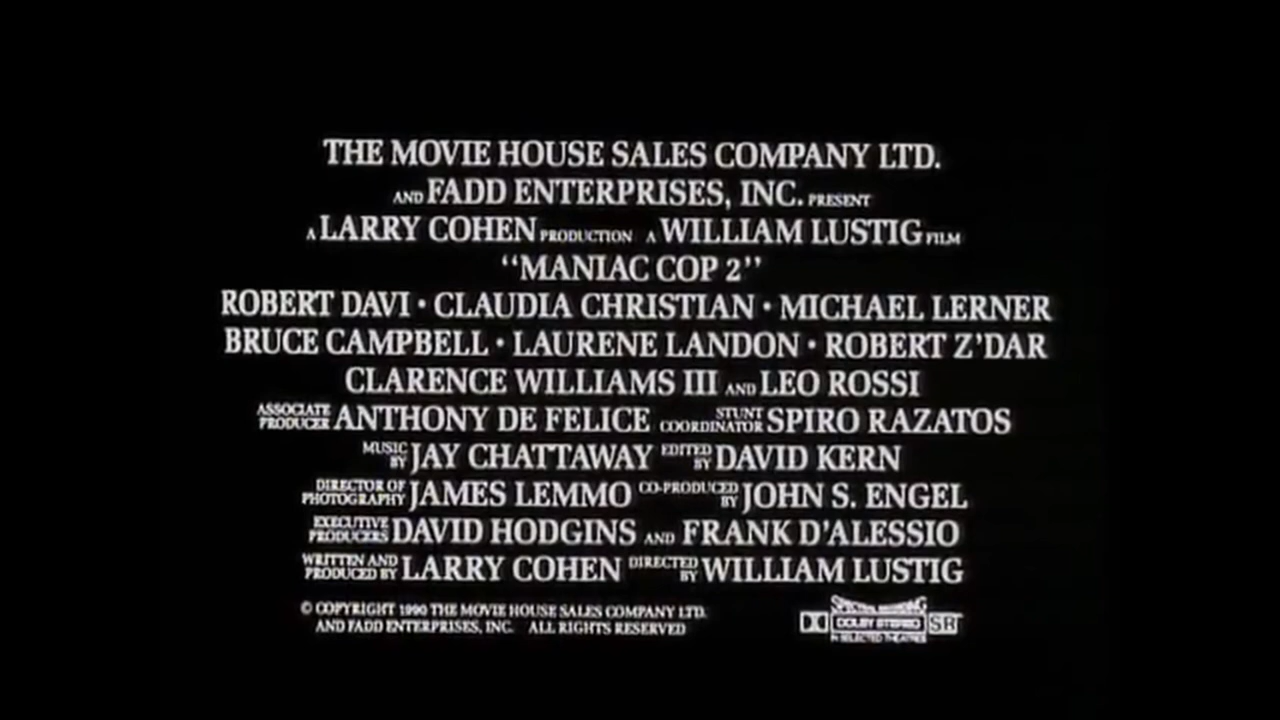 THE MOVIE HOUSE SALES COMPANY LTD.
AND FADD ENTERPRISES, INC. PRESENT
A LARRY COHEN PRODUCTION A WILLIAM LUSTIG FILM
“MANIAC COP 2”
ROBERT DAVI · CLAUDIA CHRISTIAN · MICHAEL LERNER
BRUCE CAMPBELL · LAURENE LANDON · ROBERT Z’DAR
CLARENCE WILLIAMS III AND LEO ROSSI
ASSOCIATE PRODUCER ANTHONY DE FELICE STUNT COORDINATOR SPIRO RAZATOS
MUSIC BY JAY CHATTAWAY EDITED BY DAVID KERN
DIRECTOR OF PHOTOGRAPHY JAMES LEMMO CO-PRODUCED BY JOHN S. ENGEL
EXECUTIVE PRODUCERS DAVID HODGINS AND FRANK D’ALESSIO
WRITTEN AND PRODUCED BY LARRY COHEN DIRECTED BY WILLIAM LUSTIG
© COPYRIGHT 1990 THE MOVIE HOUSE SALES COMPANY LTD.
AND FADD ENTERPRISES, INC. ALL RIGHTS RESERVED
SPECTRAL RECORDING
DOLBY STEREO SR
IN SELECTED THEATRES